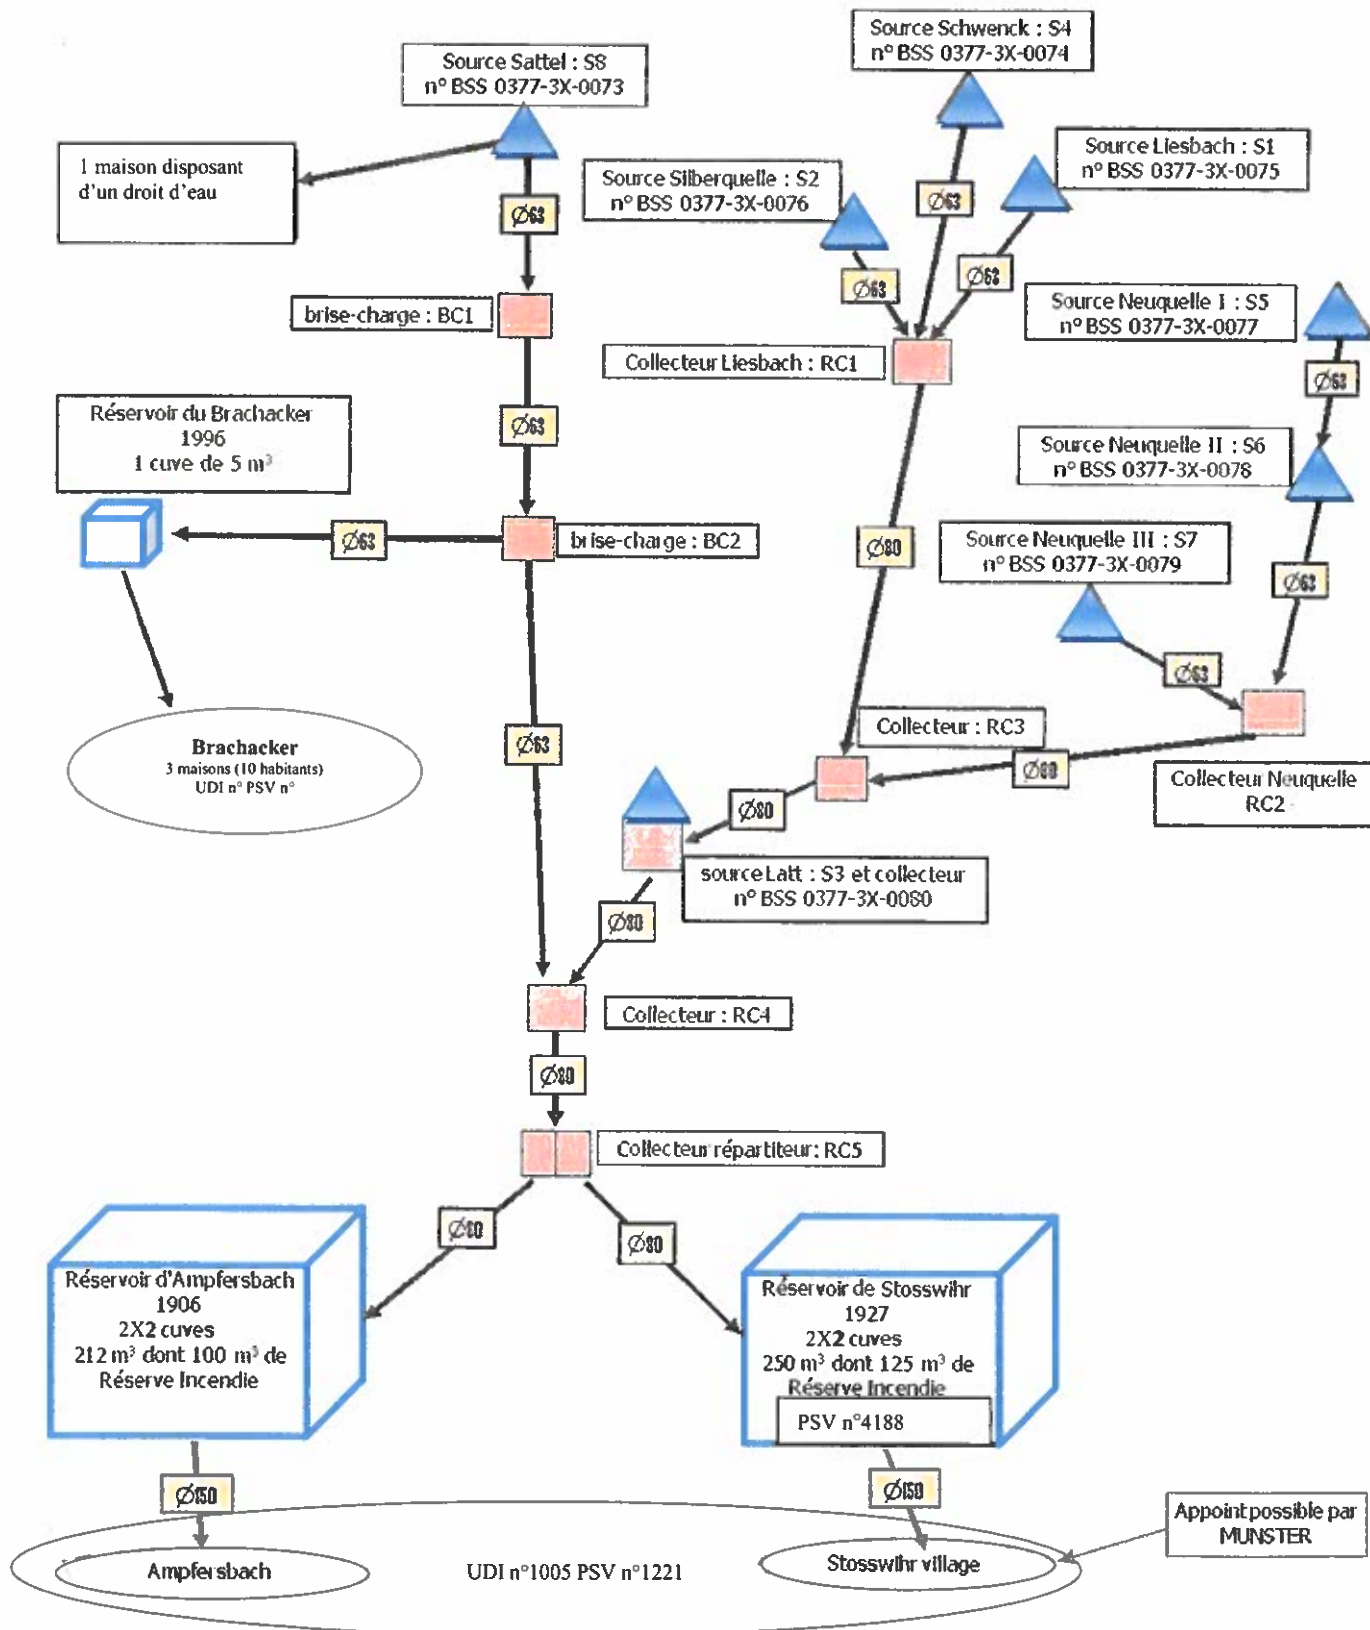 Source Schwenck : S4
n° BSS 0377-3X-0074
Source Sattel : S8
n° BSS 0377-3X-0073
1 maison disposant
d'un droit d'eau
Source Liesbach : S1
n° BSS 0377-3X-0075
Source Silberquelle : S2
n° BSS 0377-3X-0076
Ø63
Ø63
Ø63
Ø63
Source Neuquelle I : S5
n° BSS 0377-3X-0077
brise-charge : BC1
Collecteur Liesbach : RC1
Ø63
Réservoir du Brachacker
1996
1 cuve de 5 m³
Ø63
Source Neuquelle II : S6
n° BSS 0377-3X-0078
Ø63
brise-charge : BC2
Ø80
Source Neuquelle III : S7
n° BSS 0377-3X-0079
Ø63
Ø63
Brachacker
3 maisons (10 habitants)
UDI n° PSV n°
Ø63
Collecteur : RC3
Ø80
Collecteur Neuquelle
RC2
Ø80
source Latt : S3 et collecteur
n° BSS 0377-3X-0080
Ø80
Collecteur : RC4
Ø80
Collecteur répartiteur: RC5
Ø80
Ø80
Réservoir d'Ampfersbach
1906
2X2 cuves
212 m³ dont 100 m³ de
Réserve Incendie
Réservoir de Stosswihr
1927
2X2 cuves
250 m³ dont 125 m³ de
Réserve Incendie
PSV n°4188
Ø150
Ø150
Appoint possible par
MUNSTER
Ampfersbach
UDI n°1005 PSV n°1221
Stosswihr village